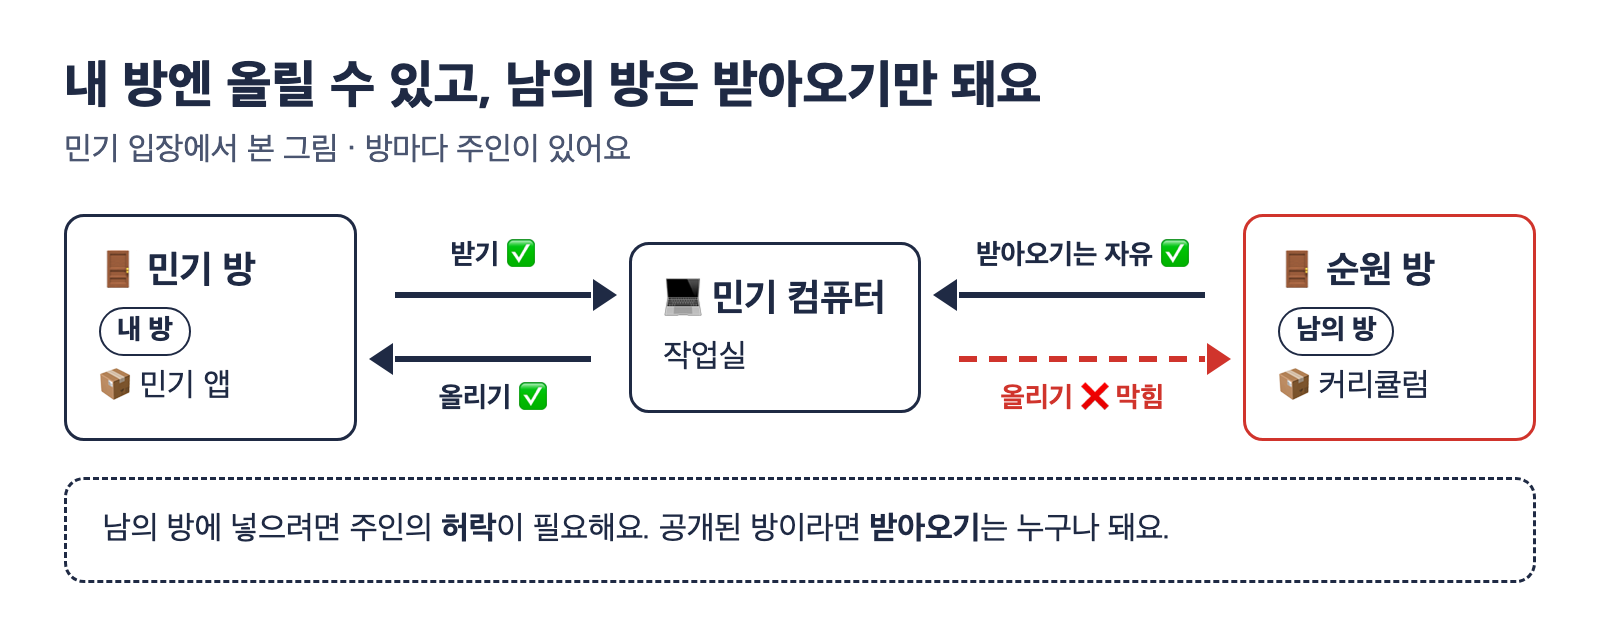 내 방엔 올릴 수 있고, 남의 방은 받아오기만 돼요
민기 입장에서 본 그림 · 방마다 주인이 있어요
🚪 민기 방
내 방
📦 민기 앱
받기 ✅
올리기 ✅
💻 민기 컴퓨터
작업실
받아오기는 자유 ✅
올리기 ❌ 막힘
🚪 순원 방
남의 방
📦 커리큘럼
남의 방에 넣으려면 주인의 허락이 필요해요. 공개된 방이라면 받아오기는 누구나 돼요.